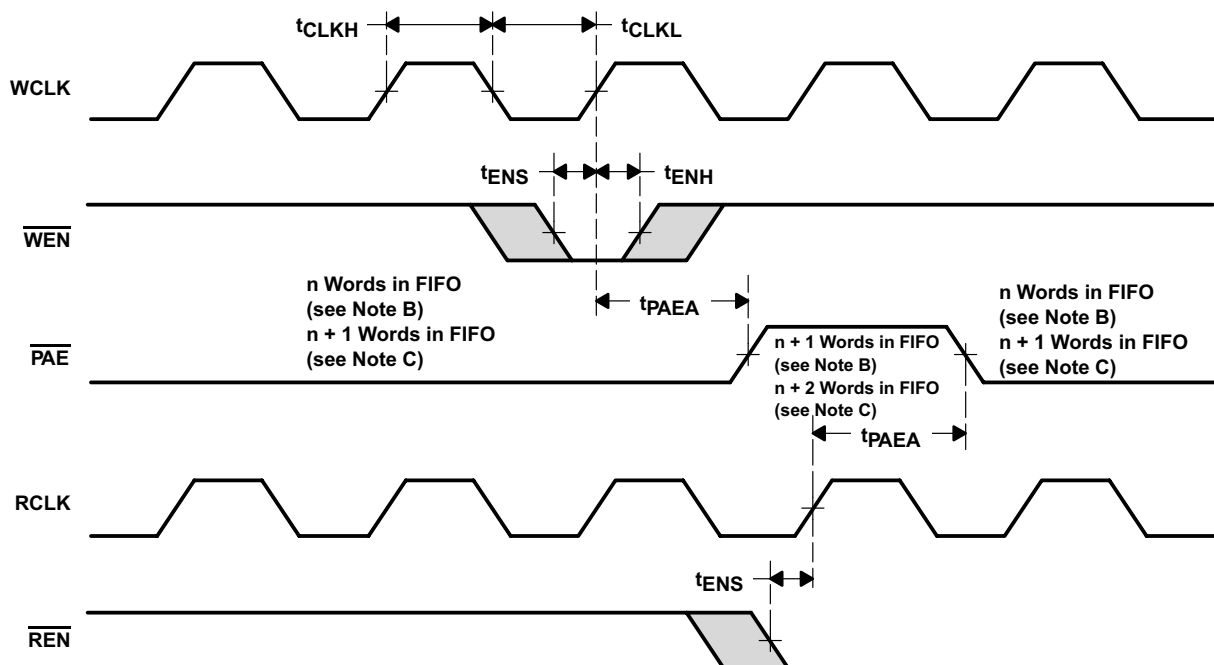 tCLKH
tCLKL
WCLK
tENS
tENH
WEN
n Words in FIFO
(see Note B)
n + 1 Words in FIFO
(see Note C)
tPAEA
n Words in FIFO
(see Note B)
n + 1 Words in FIFO
(see Note C)
PAE
n + 1 Words in FIFO
(see Note B)
n + 2 Words in FIFO
(see Note C)
tPAEA
RCLK
tENS
REN